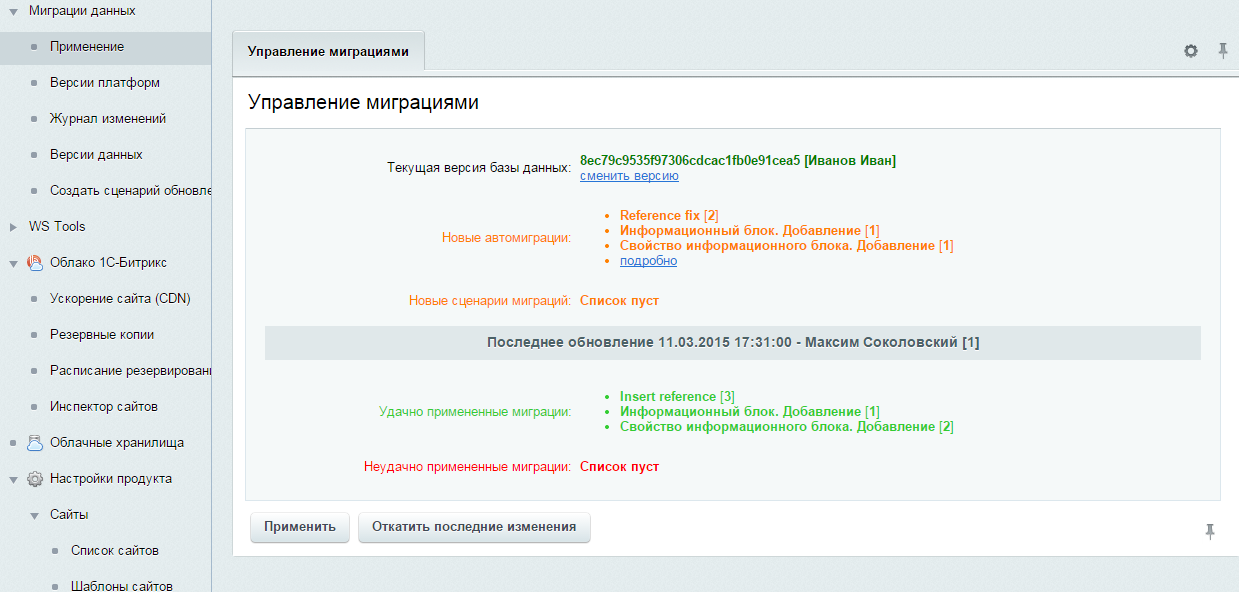 Миграции данных
Применение
Версии платформ
Журнал изменений
Версии данных
Создать сценарий обновле
WS Tools
Облако 1С-Битрикс
Ускорение сайта (CDN)
Резервные копии
Расписание резервировани
Инспектор сайтов
Облачные хранилища
Настройки продукта
Сайты
Список сайтов
Шаблоны сайтов
Управление миграциями
Управление миграциями
Текущая версия базы данных: 8ec79c9535f97306cdcac1fb0e91cea5 [Иванов Иван]
сменить версию
Новые автомиграции:
Reference fix [2]
Информационный блок. Добавление [1]
Свойство информационного блока. Добавление [1]
подробно
Новые сценарии миграций: Список пуст
Последнее обновление 11.03.2015 17:31:00 - Максим Соколовский [1]
Удачно примененные миграции:
Insert reference [3]
Информационный блок. Добавление [1]
Свойство информационного блока. Добавление [2]
Неудачно примененные миграции: Список пуст
Применить
Откатить последние изменения